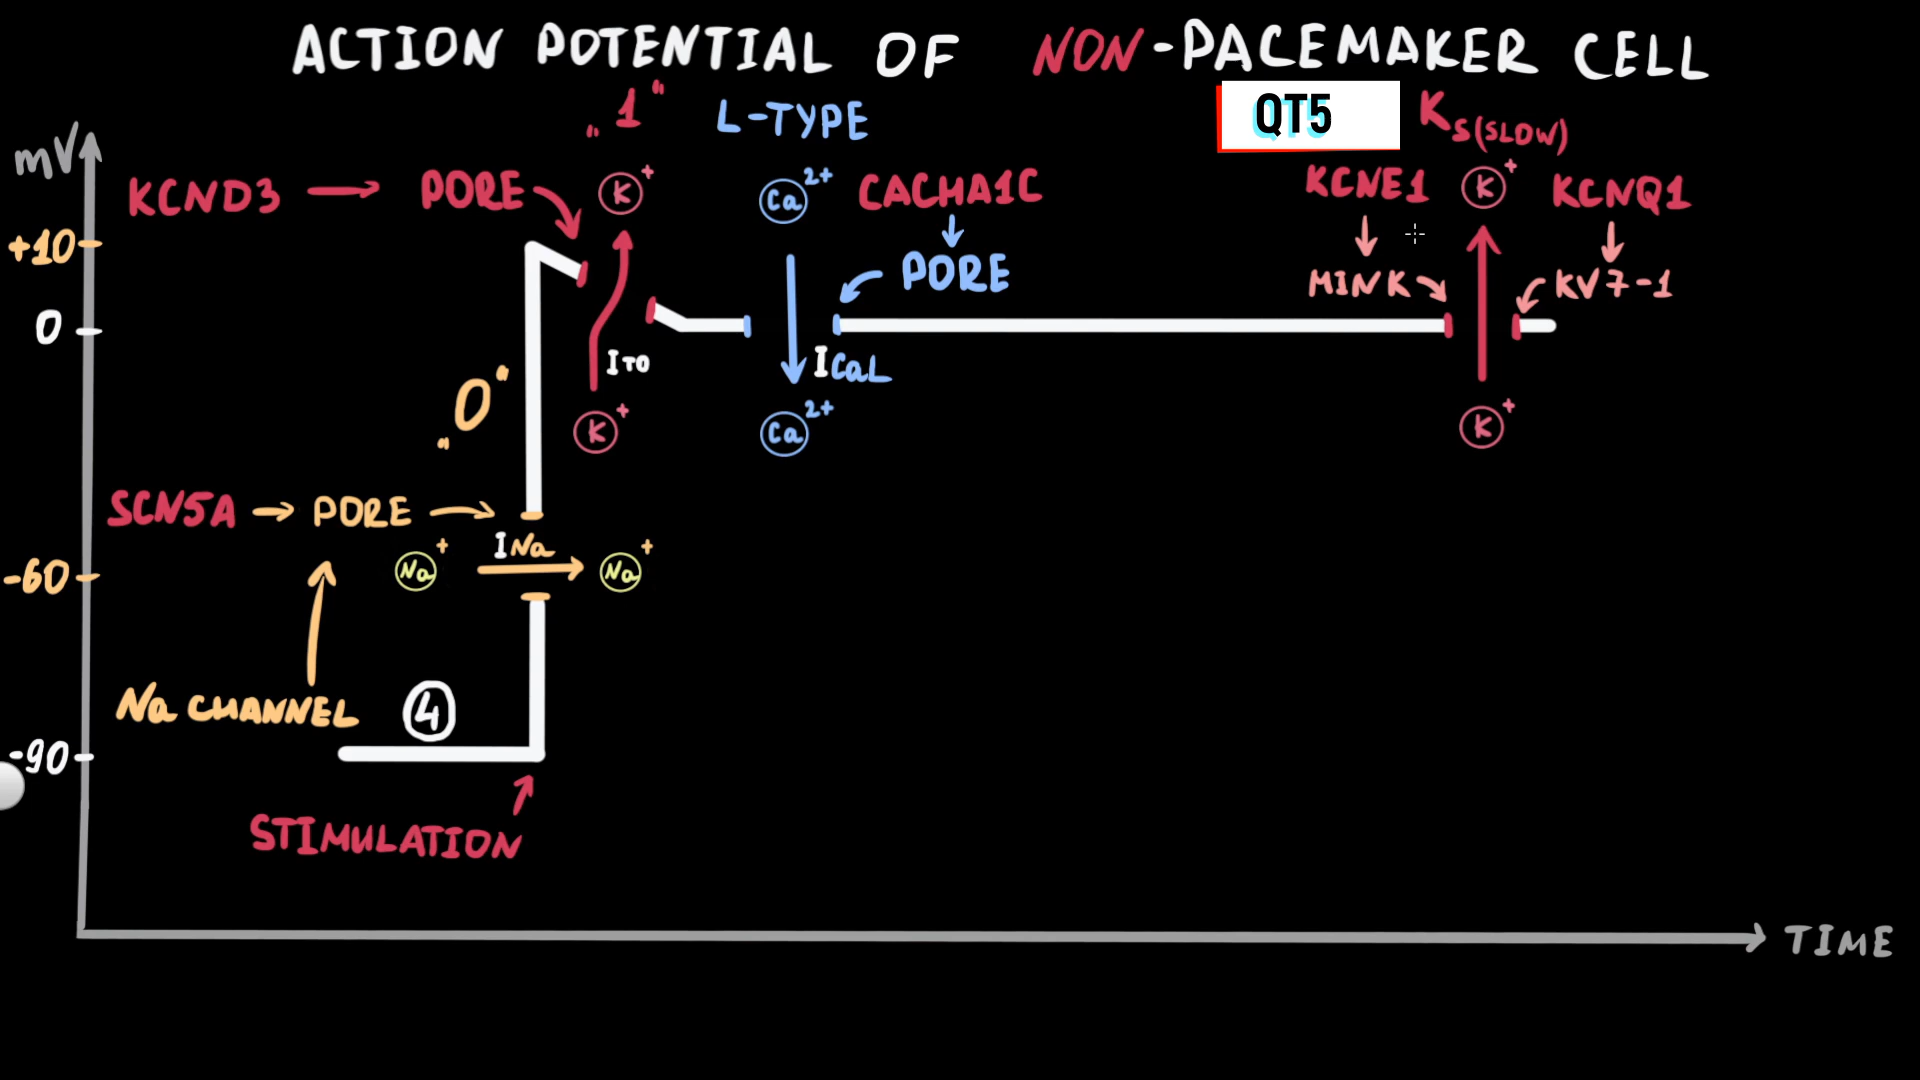 ACTION POTENTIAL OF NON-PACEMAKER CELL
„1“
L-TYPE
QT5
Ks(SLOW)
mV
KCND3 → PORE
K+
Ca2+
CACHA1C
KCNE1
K+
KCNQ1
+10
PORE
MINK
KV7-1
0
ITO
ICaL
„0“
K+
Ca2+
K+
SCN5A → PORE →
INa
Na+
Na+
-60
Na CHANNEL
4
-90
STIMULATION
TIME